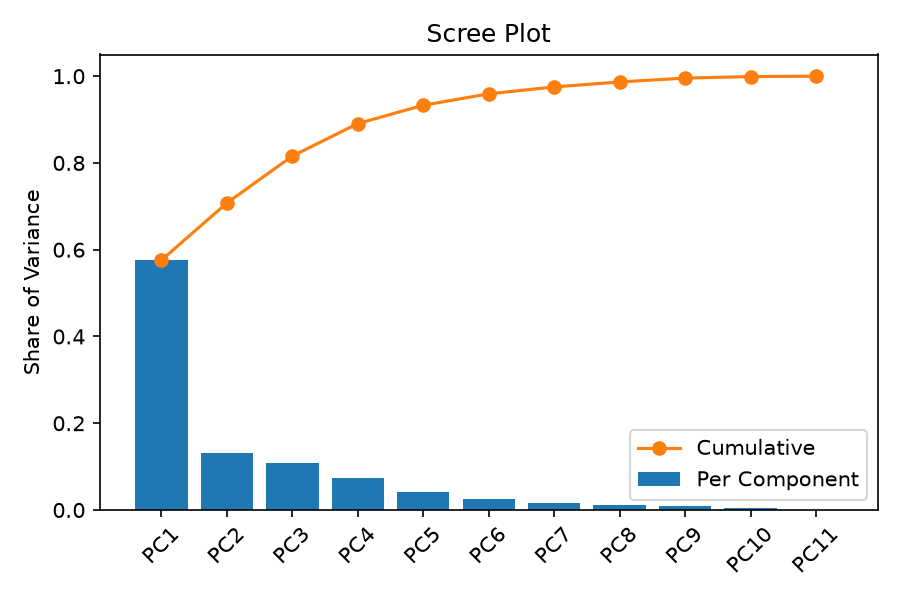 Scree Plot
Share of Variance
1.0
0.8
0.6
0.4
0.2
0.0
Cumulative
Per Component
PC1 PC2 PC3 PC4 PC5 PC6 PC7 PC8 PC9 PC10 PC11